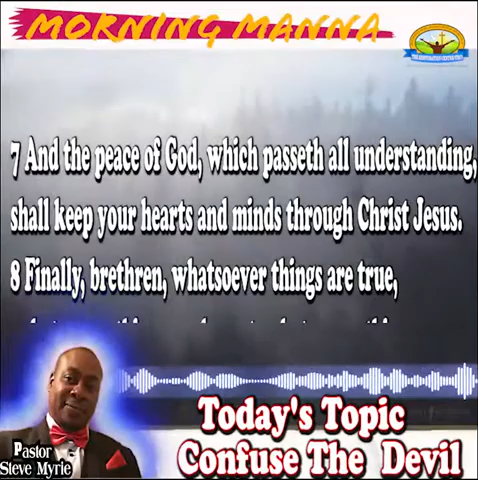 MORNING MANNA
7 And the peace of God, which passeth all understanding,
shall keep your hearts and minds through Christ Jesus.
8 Finally, brethren, whatsoever things are true,
Today's Topic
Confuse The Devil
Pastor
Steve Myrie